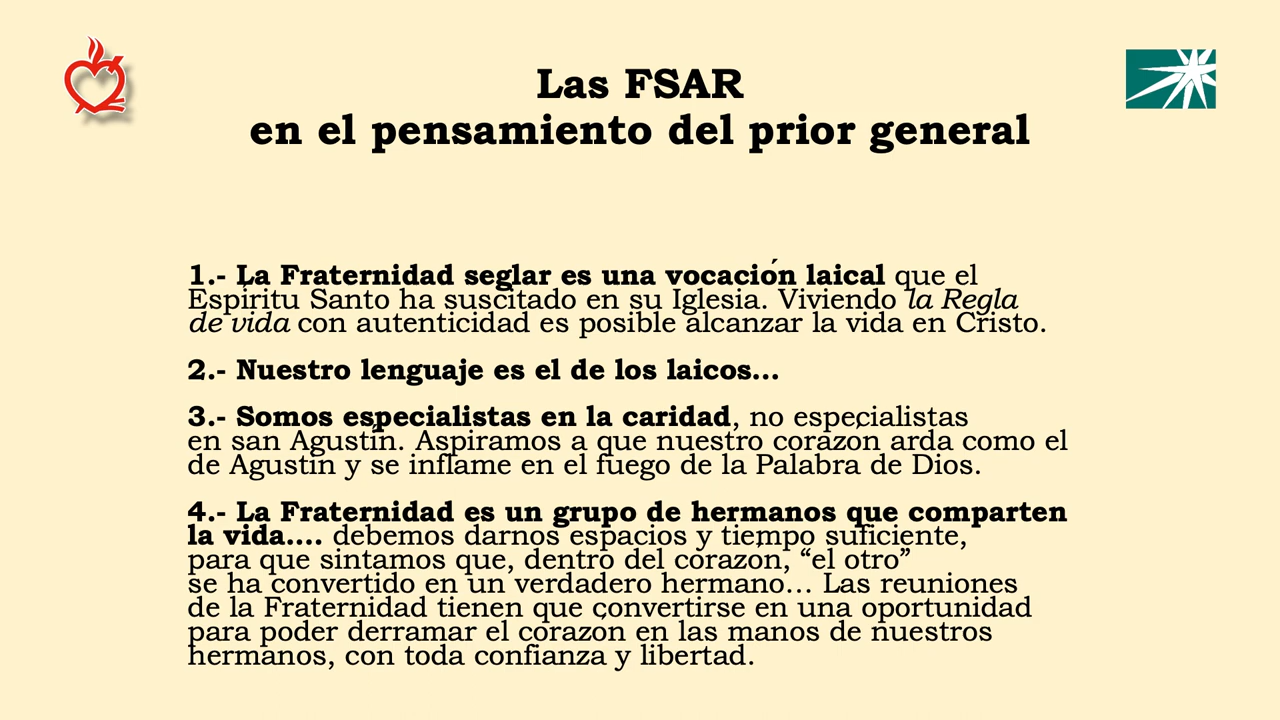 Las FSAR
en el pensamiento del prior general
1.- La Fraternidad seglar es una vocación laical que el
Espíritu Santo ha suscitado en su Iglesia. Viviendo la Regla
de vida con autenticidad es posible alcanzar la vida en Cristo.
2.- Nuestro lenguaje es el de los laicos...
3.- Somos especialistas en la caridad, no especialistas
en san Agustín. Aspiramos a que nuestro corazón arda como el
de Agustín y se inflame en el fuego de la Palabra de Dios.
4.- La Fraternidad es un grupo de hermanos que comparten
la vida.... debemos darnos espacios y tiempo suficiente,
para que sintamos que, dentro del corazón, “el otro”
se ha convertido en un verdadero hermano... Las reuniones
de la Fraternidad tienen que convertirse en una oportunidad
para poder derramar el corazón en las manos de nuestros
hermanos, con toda confianza y libertad.